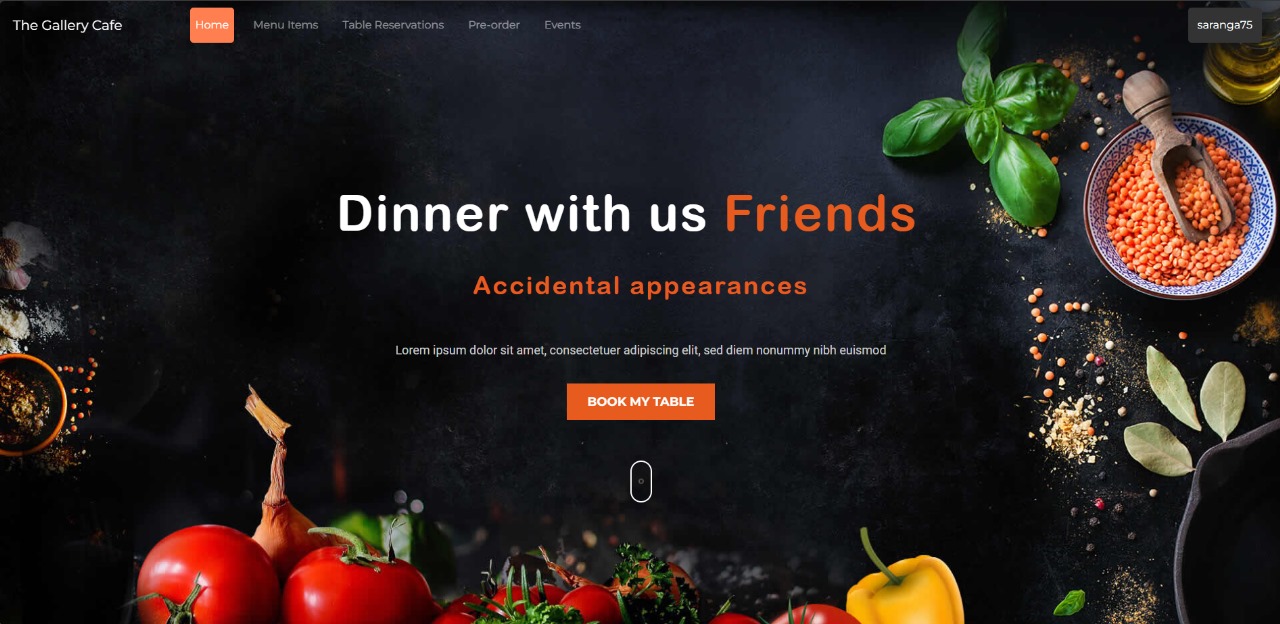 The Gallery Cafe
Home
Menu Items
Table Reservations
Pre-order
Events
saranga75
Dinner with us Friends
Accidental appearances
Lorem ipsum dolor sit amet, consectetuer adipiscing elit, sed diem nonummy nibh euismod
BOOK MY TABLE